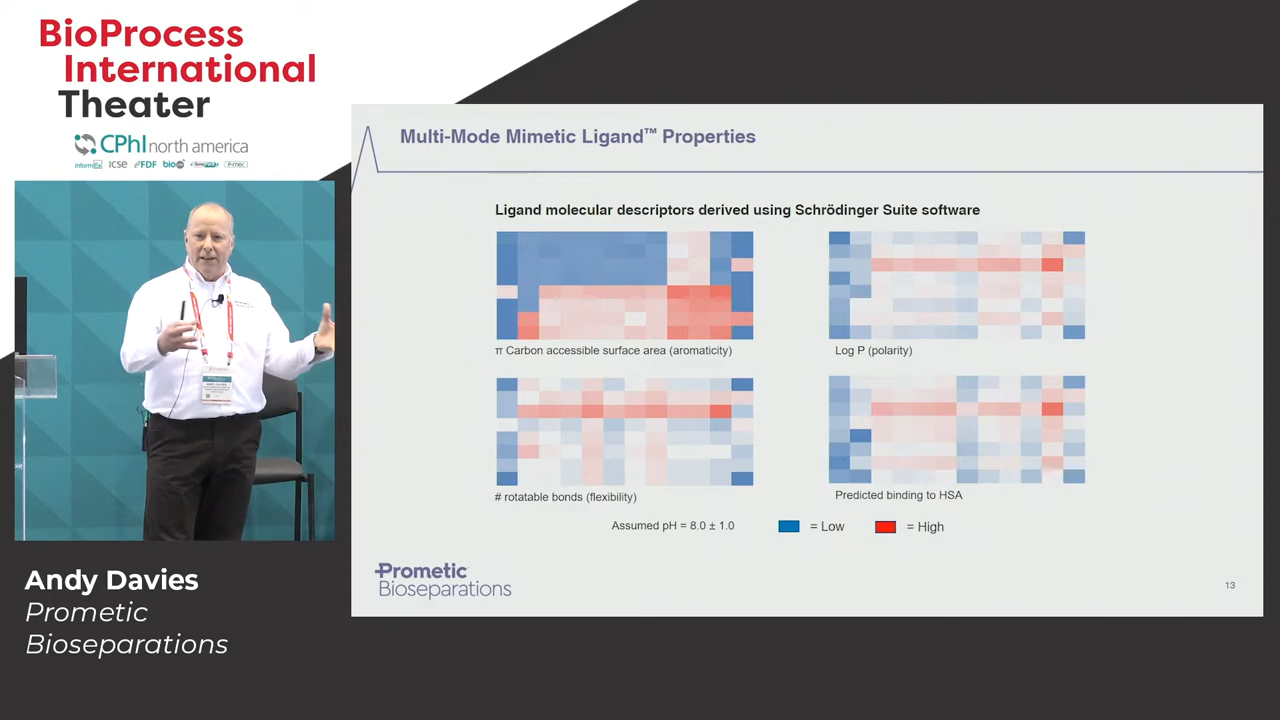 BioProcess
International
Theater
CPhI north america
informEx iCSE FDF bio
Multi-Mode Mimetic Ligand™ Properties
Ligand molecular descriptors derived using Schrödinger Suite software
π Carbon accessible surface area (aromaticity)
Log P (polarity)
# rotatable bonds (flexibility)
Predicted binding to HSA
Assumed pH = 8.0 ± 1.0
= Low
= High
Prometic
Bioseparations
13
Andy Davies
Prometic
Bioseparations